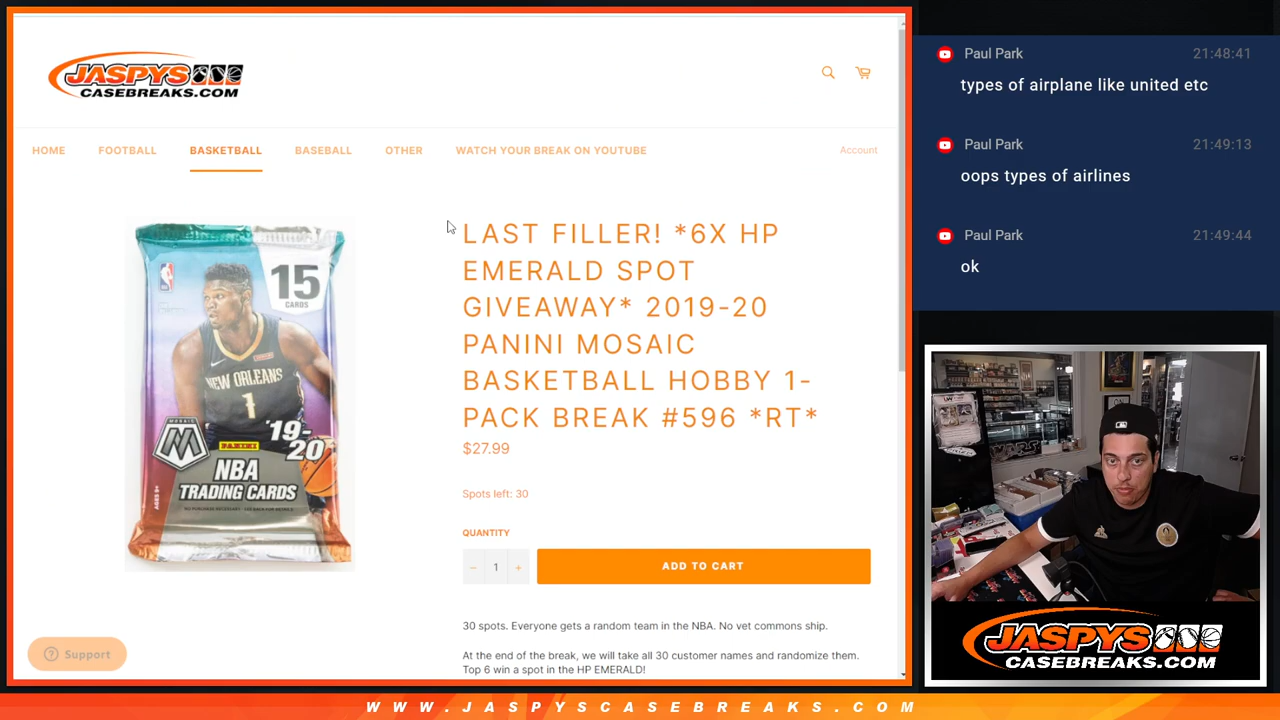 JASPYS
CASEBREAKS.COM
HOME FOOTBALL BASKETBALL BASEBALL OTHER WATCH YOUR BREAK ON YOUTUBE Account
15
CARDS
NEW ORLEANS
1
MOSAIC
PANINI
19-
20
NBA
TRADING CARDS
LAST FILLER! *6X HP
EMERALD SPOT
GIVEAWAY* 2019-20
PANINI MOSAIC
BASKETBALL HOBBY 1-
PACK BREAK #596 *RT*
$27.99
Spots left: 30
QUANTITY
− 1 +
ADD TO CART
30 spots. Everyone gets a random team in the NBA. No vet commons ship.
At the end of the break, we will take all 30 customer names and randomize them.
Top 6 win a spot in the HP EMERALD!
Support
Paul Park 21:48:41
types of airplane like united etc
Paul Park 21:49:13
oops types of airlines
Paul Park 21:49:44
ok
JASPYS
CASEBREAKS.COM
WWW.JASPYSCASEBREAKS.COM